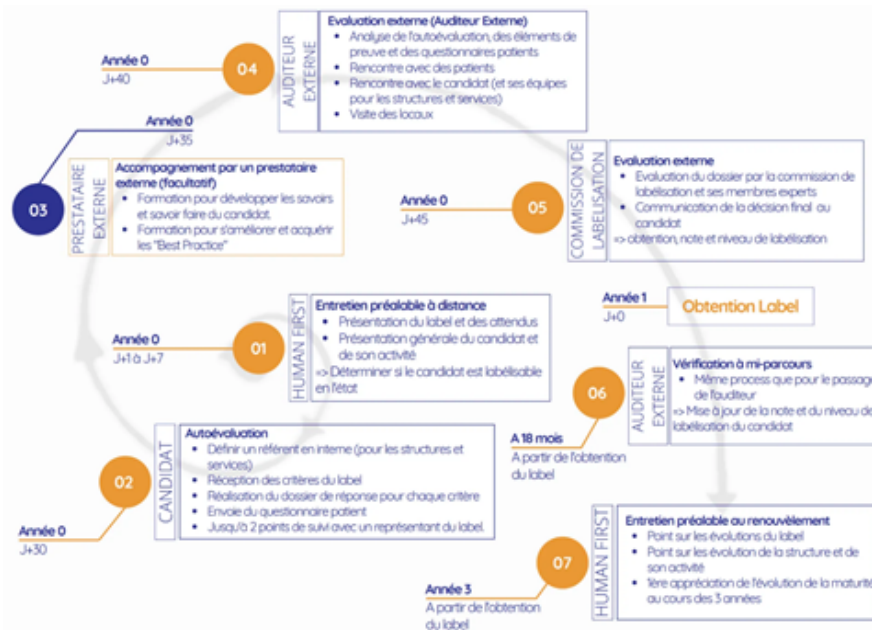 Année 0
J+40
04
AUDITEUR
EXTERNE
Evaluation externe (Auditeur Externe)
Analyse de l'autoévaluation, des éléments de
preuve et des questionnaires patients
Rencontre avec des patients
Rencontre avec le candidat (et ses équipes
pour les structures et services)
Visite des locaux
Année 0
J+35
03
PRESTATAIRE
EXTERNE
Accompagnement par un prestataire
externe (facultatif)
Formation pour développer les savoirs
et savoir faire du candidat.
Formation pour s'améliorer et acquérir
les "Best Practice"
Année 0
J+45
05
COMMISSION DE
LABELISATION
Evaluation externe
Evaluation du dossier par la commission de
labélisation et ses membres experts
Communication de la décision final au
candidat
=> obtention, note et niveau de labélisation
Année 1
J+0
Obtention Label
Année 0
J+1 à J+7
01
HUMAN FIRST
Entretien préalable à distance
Présentation du label et des attendus
Présentation générale du candidat et
de son activité
=> Déterminer si le candidat est labélisable
en l'état
06
A 18 mois
A partir de l'obtention
du label
AUDITEUR
EXTERNE
Vérification à mi-parcours
Même process que pour le passage
de l'auditeur
=> Mise à jour de la note et du niveau de
labélisation du candidat
02
Année 0
J+30
CANDIDAT
Autoévaluation
Définir un référent en interne (pour les structures et
services)
Réception des critères du label
Réalisation du dossier de réponse pour chaque critère
Envoie du questionnaire patient
Jusqu'à 2 points de suivi avec un représentant du label.
07
Année 3
A partir de l'obtention
du label
HUMAN FIRST
Entretien préalable au renouvèlement
Point sur les évolutions du label
Point sur les évolution de la structure et de
son activité
1ère appréciation de l'évolution de la maturité
au cours des 3 années